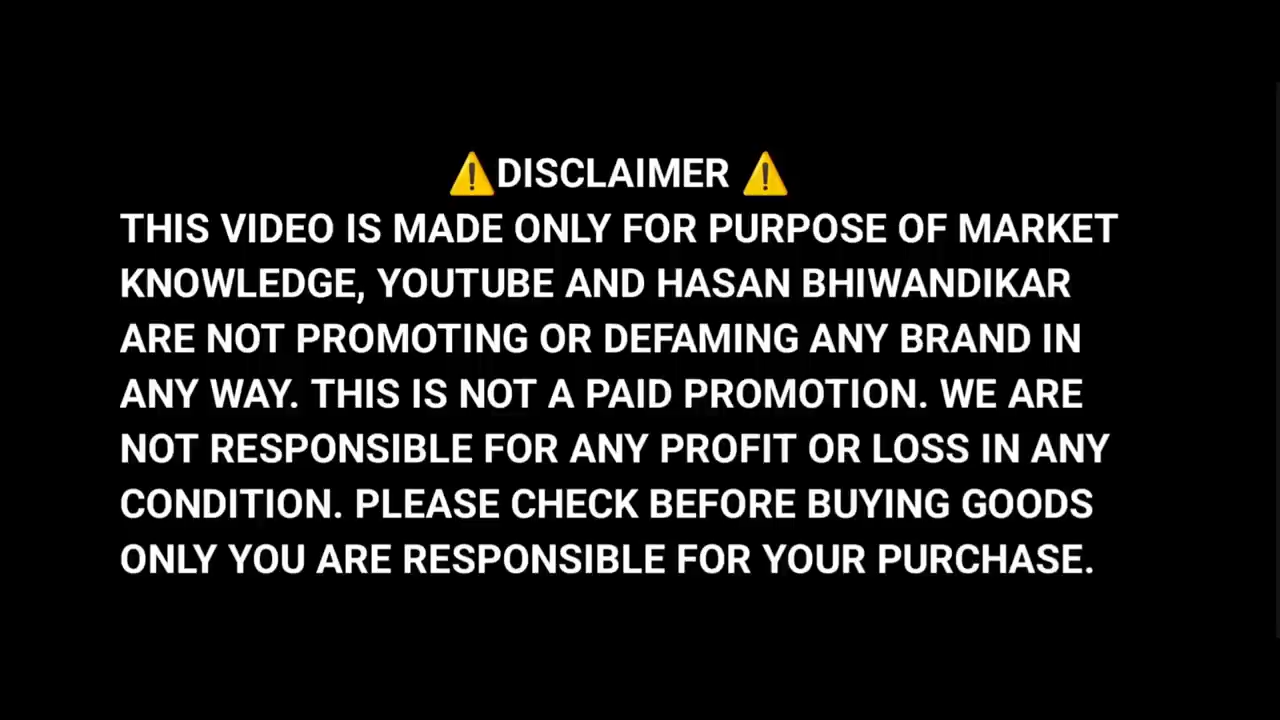 ⚠️DISCLAIMER ⚠️
THIS VIDEO IS MADE ONLY FOR PURPOSE OF MARKET
KNOWLEDGE, YOUTUBE AND HASAN BHIWANDIKAR
ARE NOT PROMOTING OR DEFAMING ANY BRAND IN
ANY WAY. THIS IS NOT A PAID PROMOTION. WE ARE
NOT RESPONSIBLE FOR ANY PROFIT OR LOSS IN ANY
CONDITION. PLEASE CHECK BEFORE BUYING GOODS
ONLY YOU ARE RESPONSIBLE FOR YOUR PURCHASE.